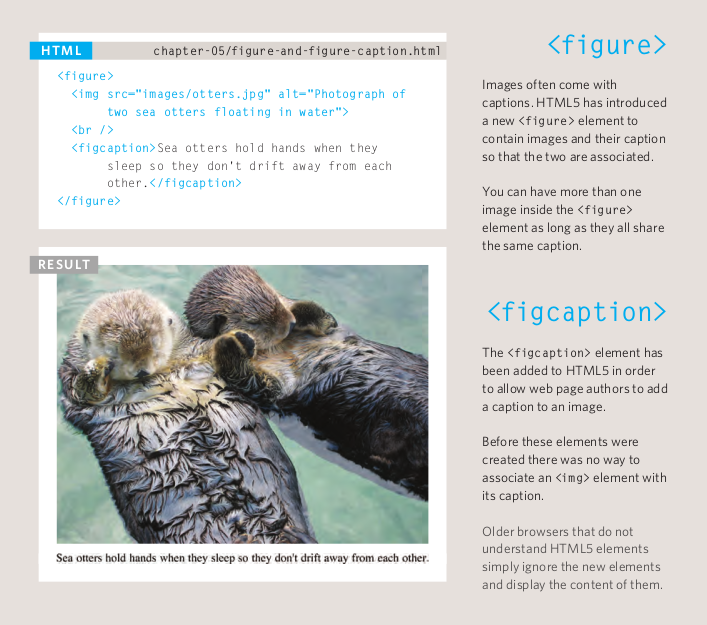 HTML
chapter-05/figure-and-figure-caption.html
<figure>
<img src="images/otters.jpg" alt="Photograph of
two sea otters floating in water">
<br />
<figcaption>Sea otters hold hands when they
sleep so they don't drift away from each
other.</figcaption>
</figure>
RESULT
Sea otters hold hands when they sleep so they don't drift away from each other.
<figure>
Images often come with
captions. HTML5 has introduced
a new <figure> element to
contain images and their caption
so that the two are associated.
You can have more than one
image inside the <figure>
element as long as they all share
the same caption.
<figcaption>
The <figcaption> element has
been added to HTML5 in order
to allow web page authors to add
a caption to an image.
Before these elements were
created there was no way to
associate an <img> element with
its caption.
Older browsers that do not
understand HTML5 elements
simply ignore the new elements
and display the content of them.